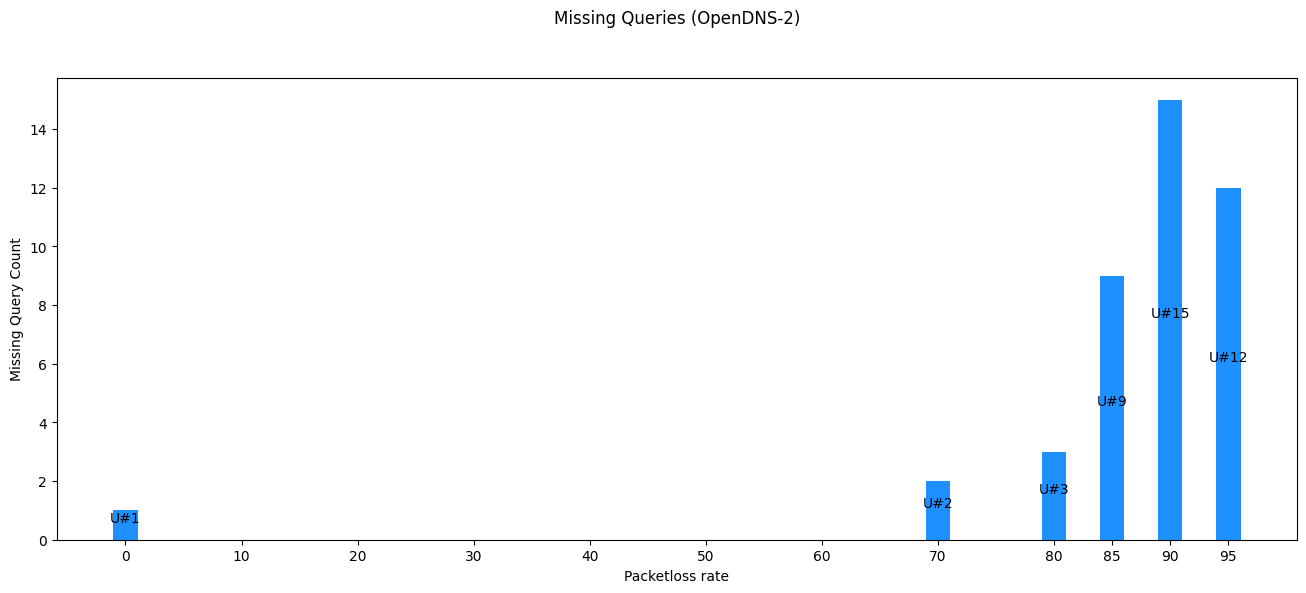 Missing Queries (OpenDNS-2)
Missing Query Count
14
12
10
8
6
4
2
0
U#1
U#2
U#3
U#9
U#15
U#12
0 10 20 30 40 50 60 70 80 85 90 95
Packetloss rate